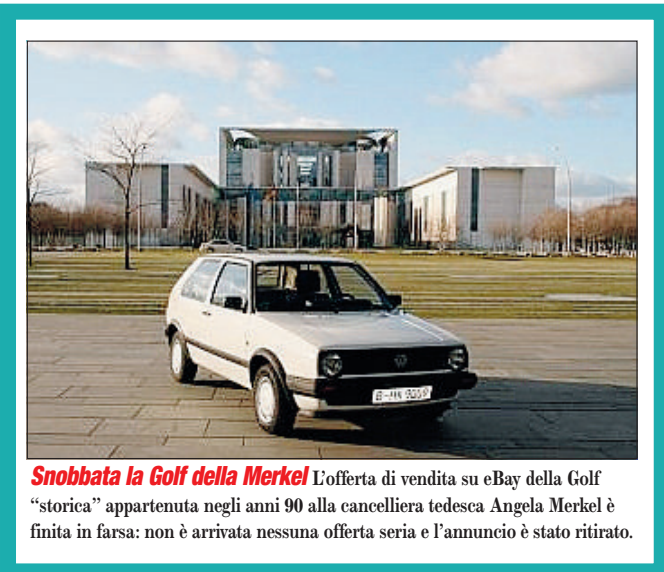 Snobbata la Golf della Merkel L'offerta di vendita su eBay della Golf
“storica” appartenuta negli anni 90 alla cancelliera tedesca Angela Merkel è
finita in farsa: non è arrivata nessuna offerta seria e l'annuncio è stato ritirato.